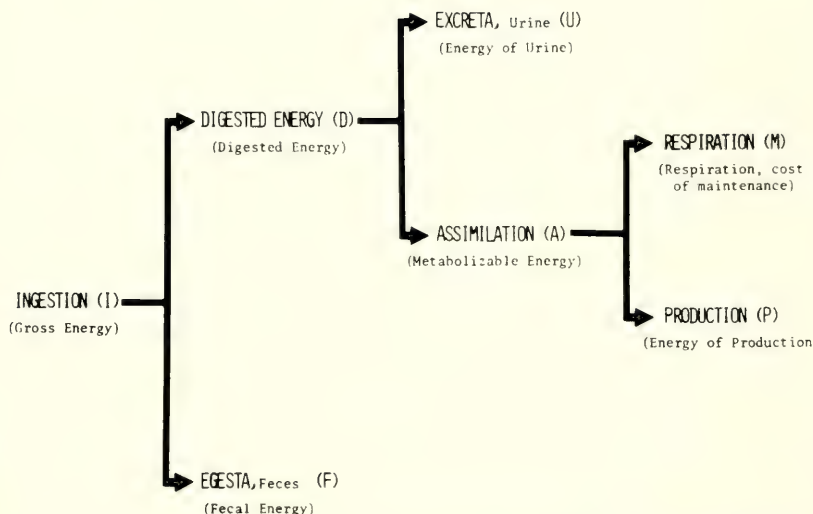 EXCRETA, Urine (U)
(Energy of Urine)
DIGESTED ENERGY (D)
(Digested Energy)
RESPIRATION (M)
(Respiration, cost
of maintenance)
ASSIMILATION (A)
(Metabolizable Energy)
INGESTION (I)
(Gross Energy)
PRODUCTION (P)
(Energy of Production
EGESTA, Feces (F)
(Fecal Energy)